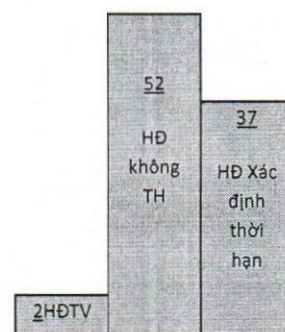 52
HĐ
không
TH
37
HĐ Xác
định
thời
hạn
2HĐTV